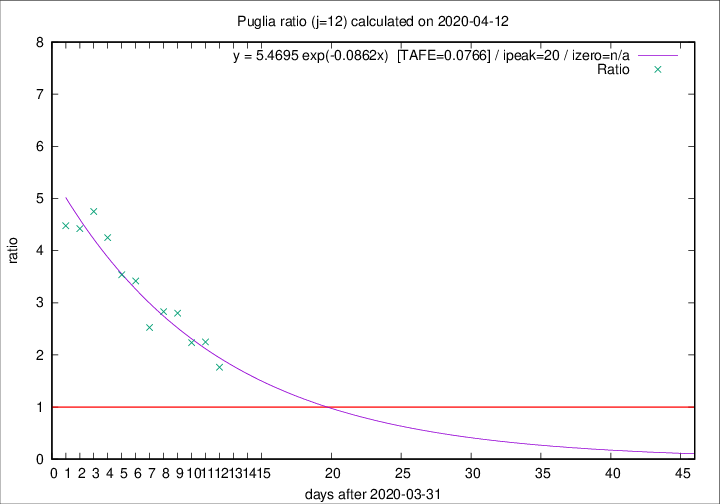 Puglia ratio (j=12) calculated on 2020-04-12
y = 5.4695 exp(-0.0862x) [TAFE=0.0766] / ipeak=20 / izero=n/a
Ratio
8
7
6
5
4
3
2
1
0
ratio
0 1 2 3 4 5 6 7 8 9 10 11 12 13 14 15 20 25 30 35 40 45
days after 2020-03-31